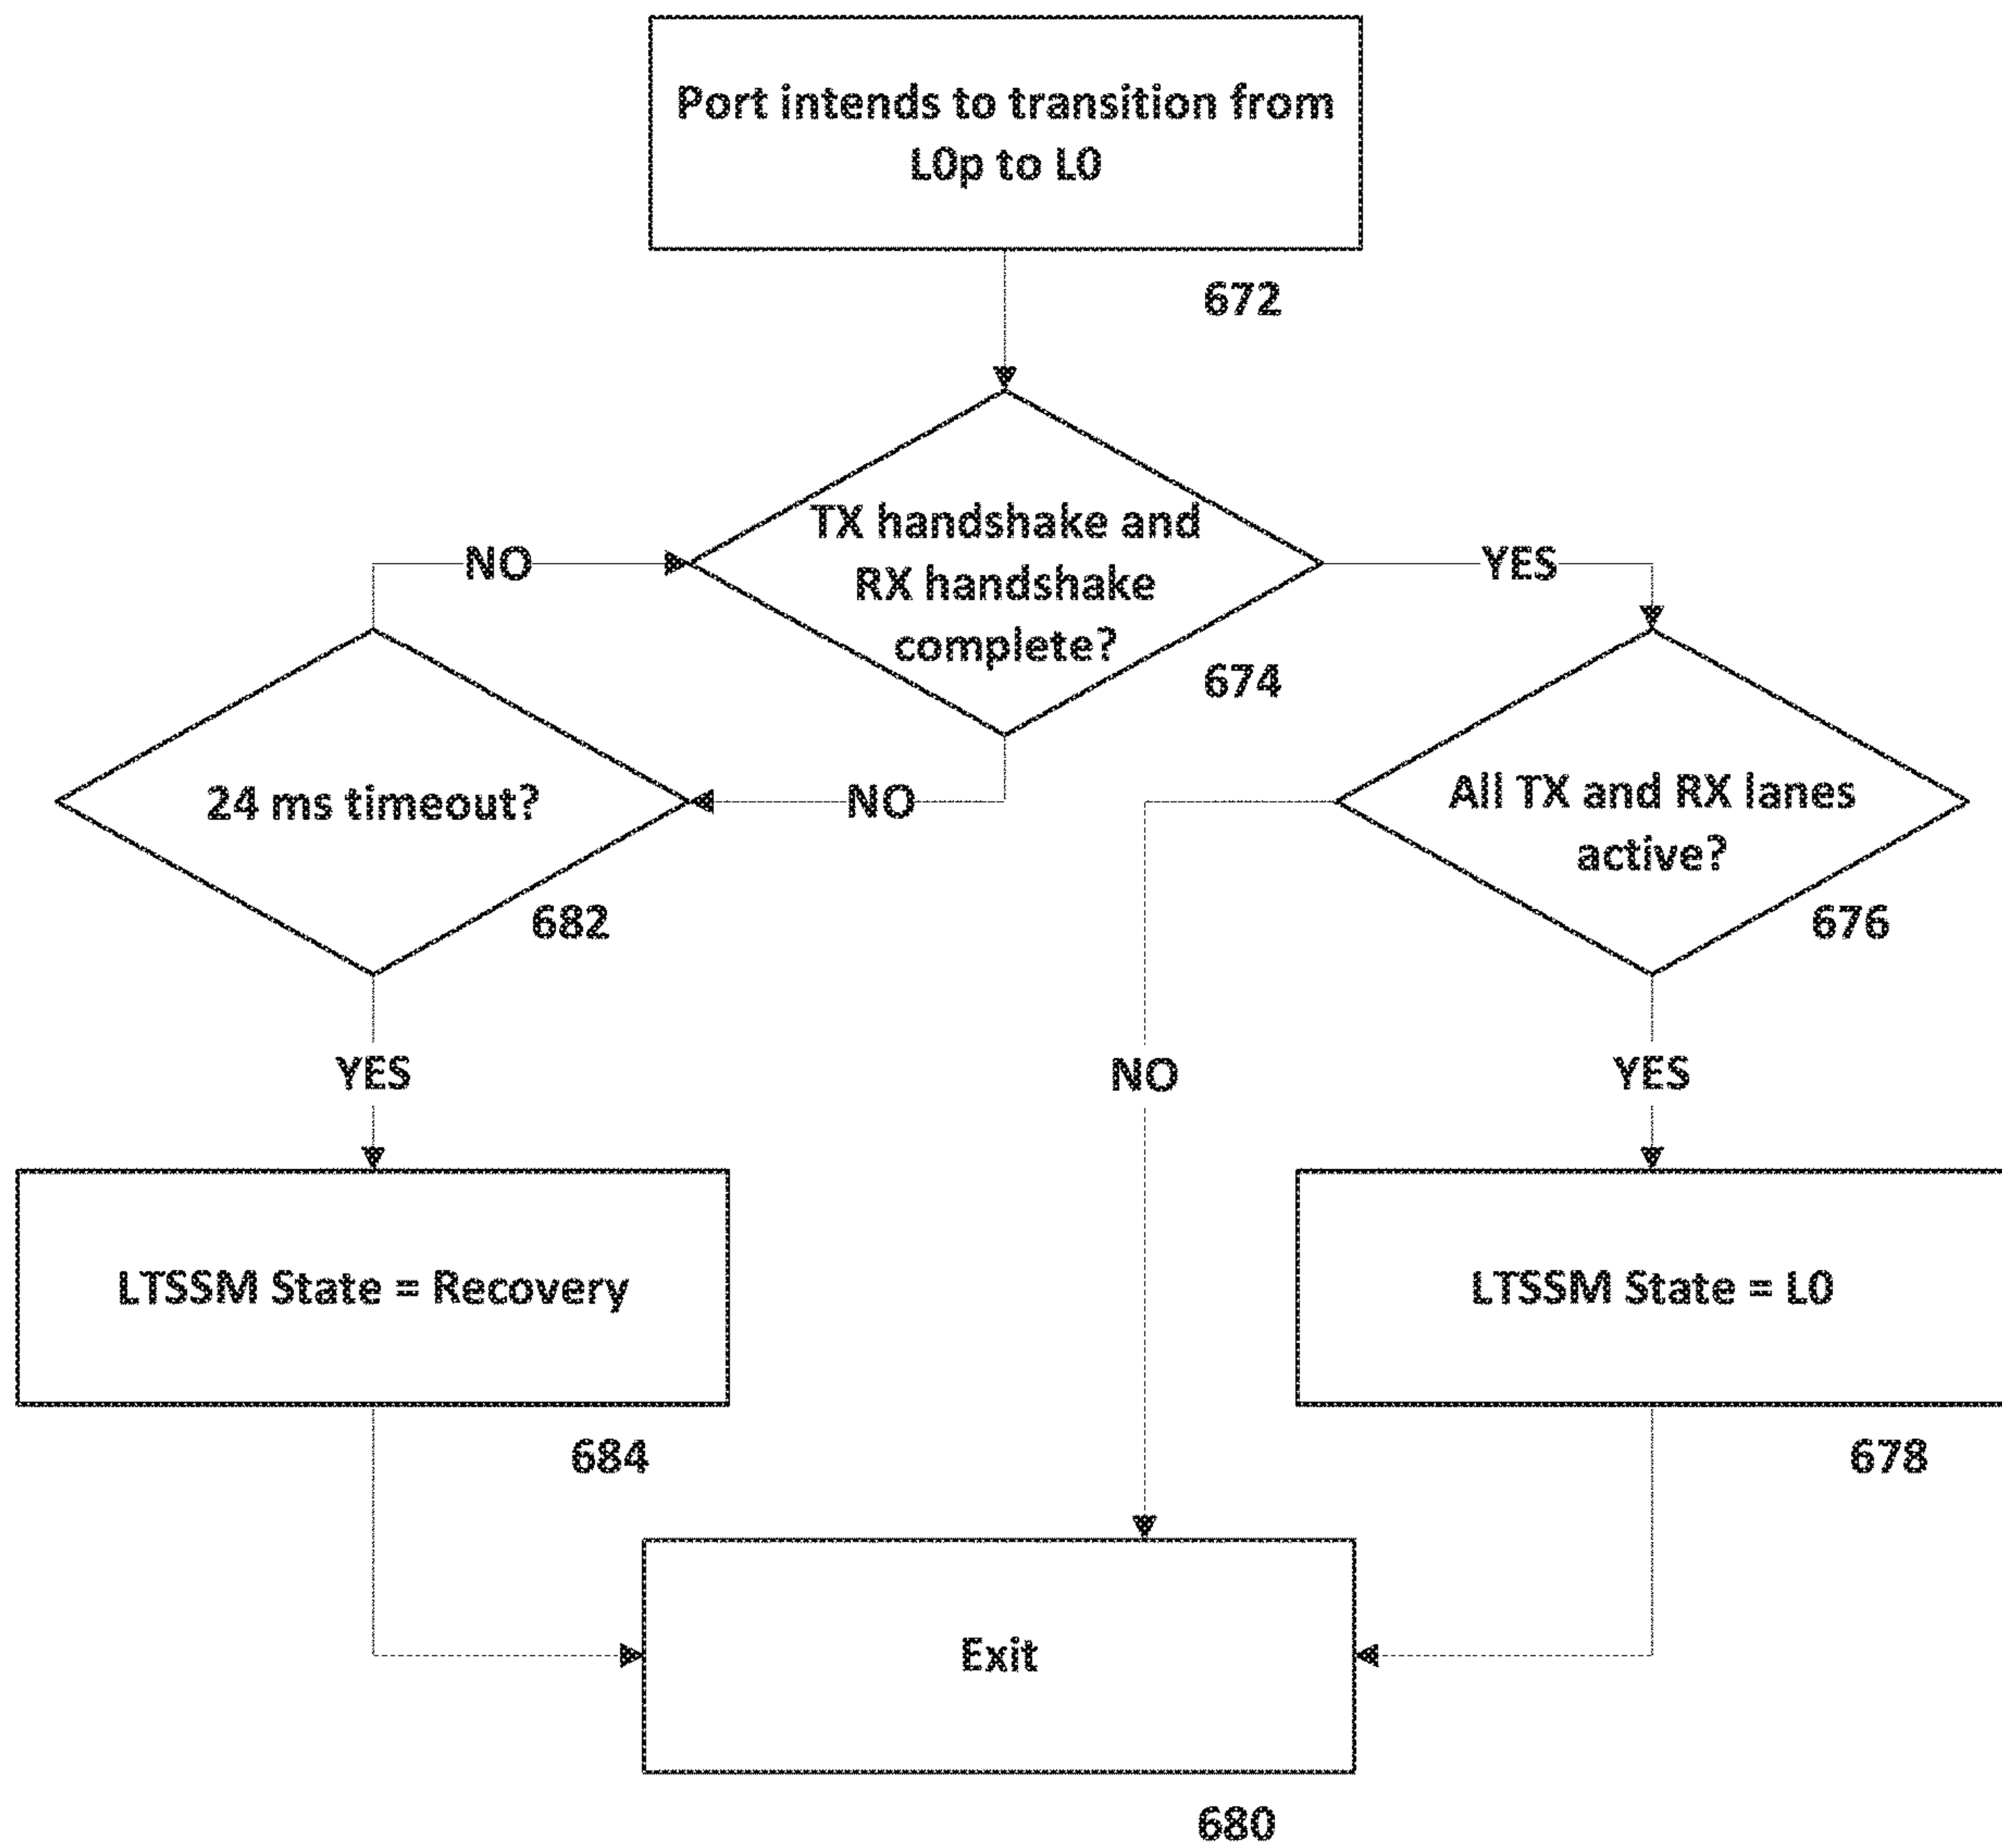 Port intends to transition from
L0p to L0
672
TX handshake and
RX handshake
complete?
674
NO
YES
24 ms timeout?
682
NO
All TX and RX lanes
active?
676
YES
NO
YES
LTSSM State = Recovery
684
LTSSM State = L0
678
Exit
680